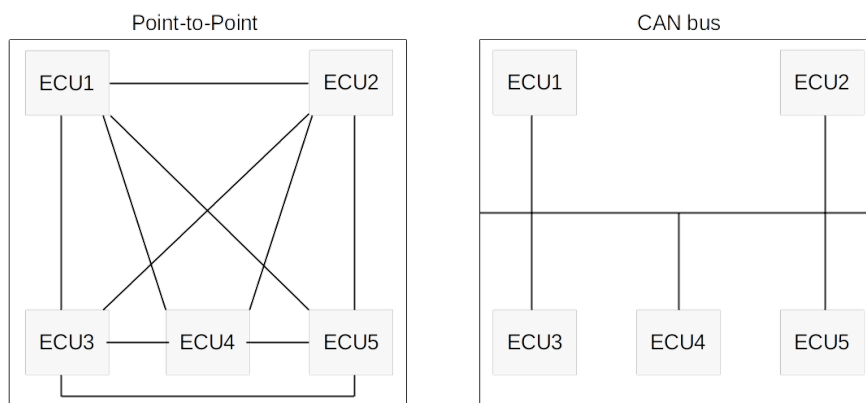 Point-to-Point
ECU1
ECU2
ECU3
ECU4
ECU5
CAN bus
ECU1
ECU2
ECU3
ECU4
ECU5